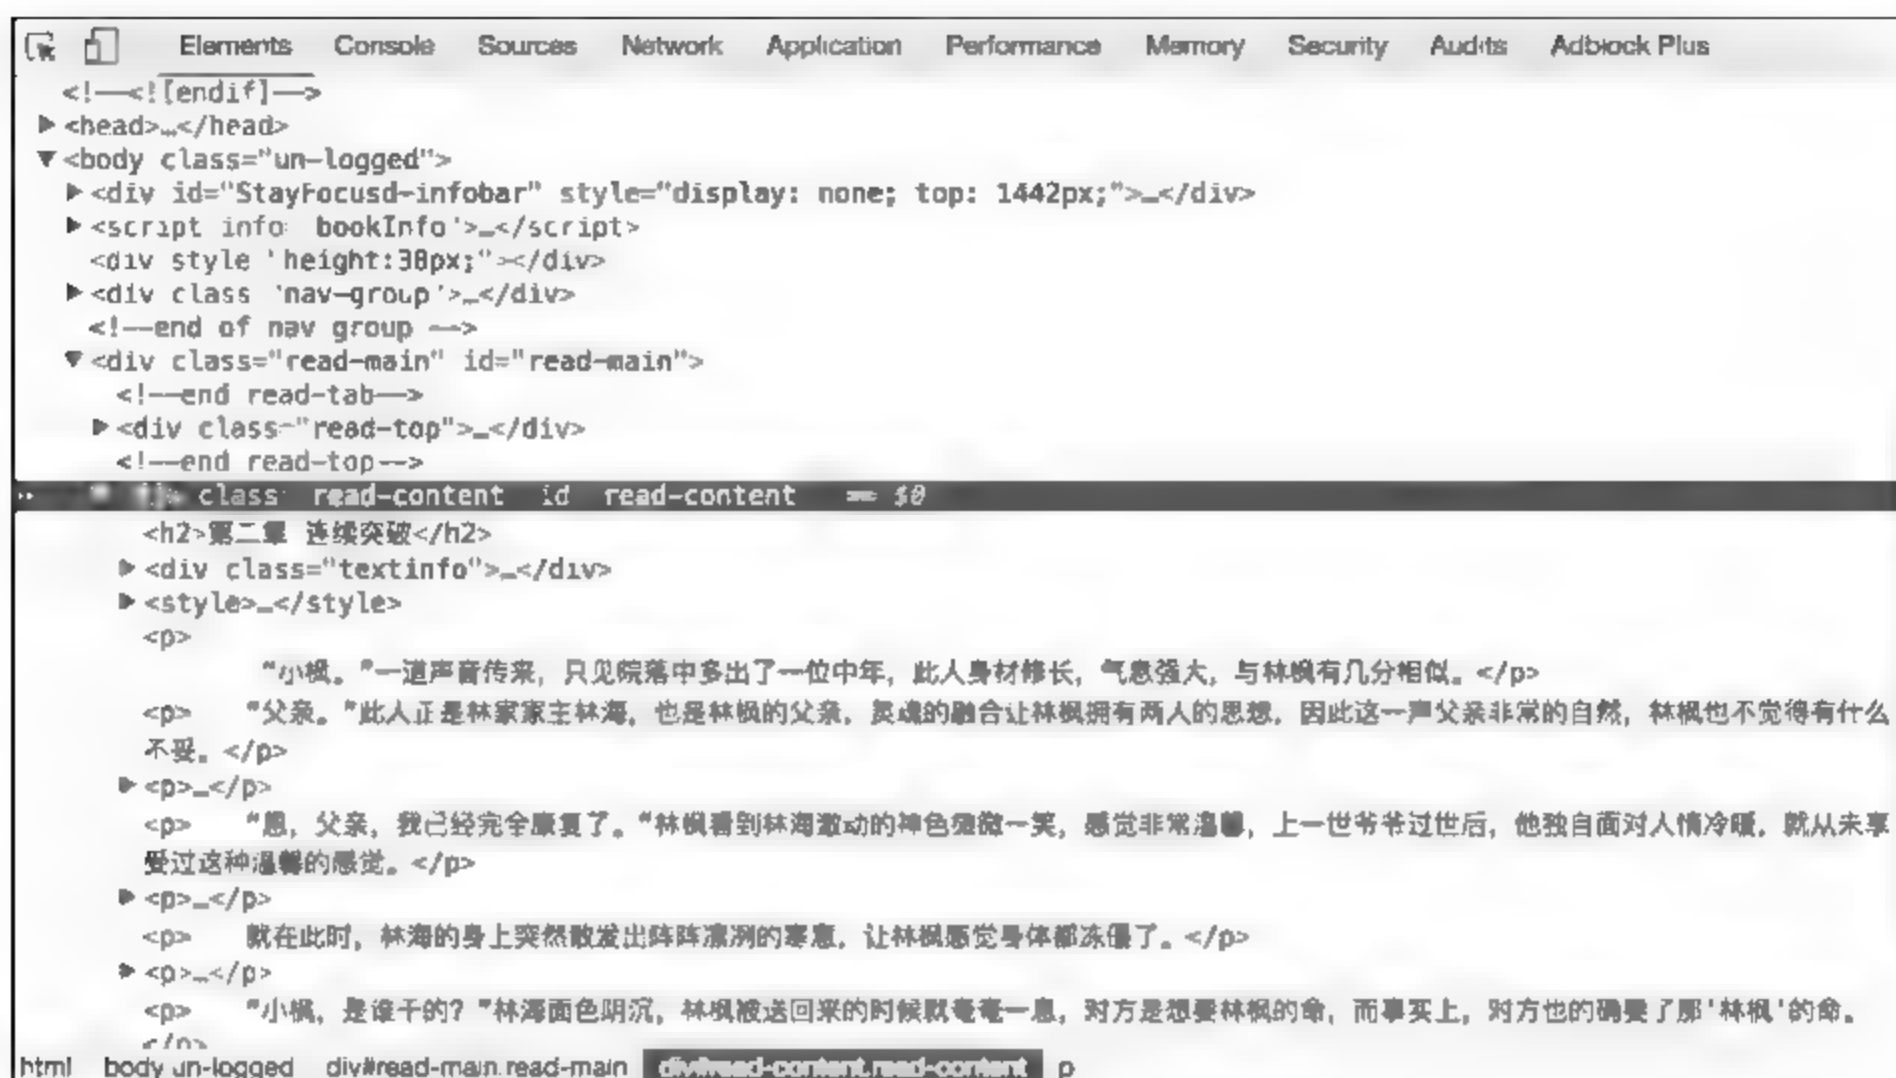 Elements Console Sources Network Application Performance Memory Security Audits Adblock Plus
<!--<![endif]-->
▶<head>…</head>
▼<body class="un-logged">
▶<div id="StayFocusd-infobar" style="display: none; top: 1442px;">…</div>
▶<script info bookInfo'>…</script>
<div style 'height:38px;"></div>
▶<div class 'nav-group'>…</div>
<!--end of nav group -->
▼<div class="read-main" id="read-main">
<!--end read-tab-->
▶<div class="read-top">…</div>
<!--end read-top-->
class read-content id read-content == $0
<h2>第二章 连续突破</h2>
▶<div class="textinfo">…</div>
▶<style>…</style>
<p>
“小枫。”一道声音传来，只见院落中多出了一位中年，此人身材修长，气息强大，与林枫有几分相似。</p>
<p> “父亲。”此人正是林家家主林海，也是林枫的父亲，灵魂的融合让林枫拥有两人的思想，因此这一声父亲非常的自然，林枫也不觉得有什么
不妥。</p>
▶<p>…</p>
<p> “恩，父亲，我已经完全康复了。“林枫看到林海激动的神色微微一笑，感觉非常温馨，上一世爷爷过世后，他独自面对人情冷暖，就从未享
受过这种温馨的感觉。</p>
▶<p>…</p>
<p> 就在此时，林海的身上突然散发出阵阵凛冽的寒意，让林枫感觉身体都冻僵了。</p>
▶<p>…</p>
<p> “小枫，是谁干的？”林海面色阴沉，林枫被送回来的时候就奄奄一息，对方是想要林枫的命，而事实上，对方也的确要了那'林枫'的命。
</p>
html body.un-logged div#read-main.read-main div#read-content.read-content p